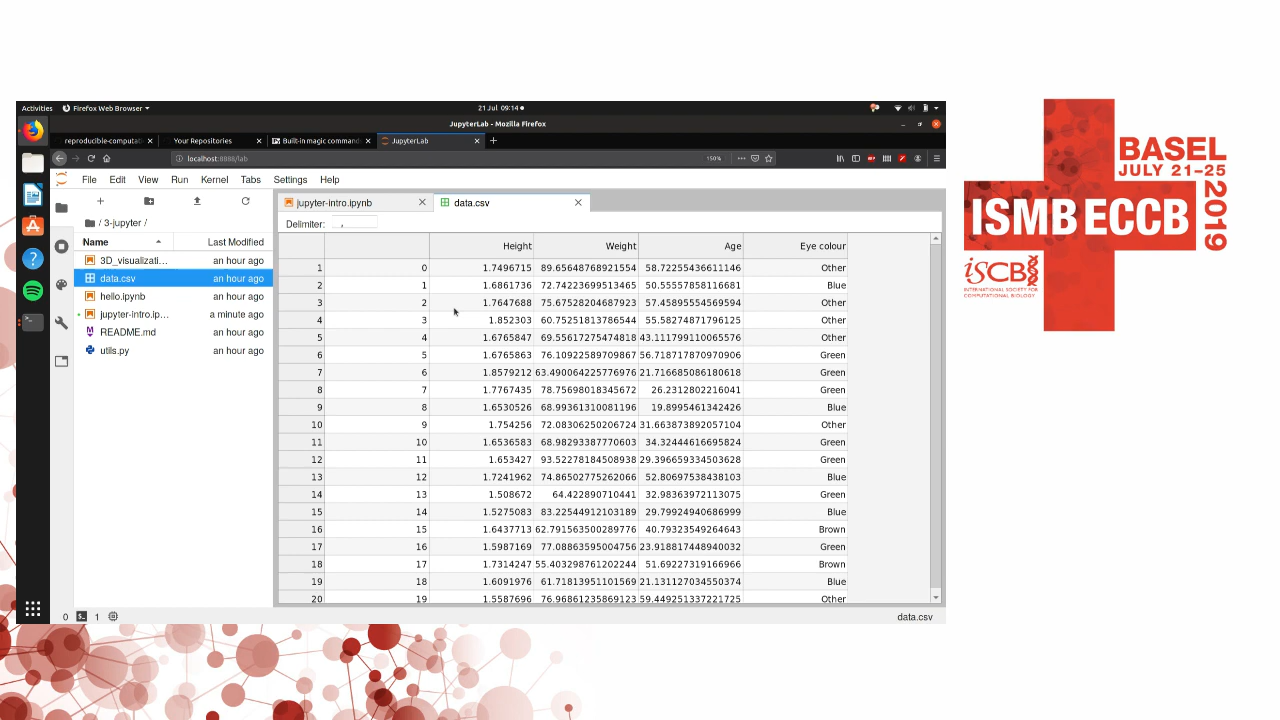 Activities Firefox Web Browser 21 Jul 09:14
JupyterLab - Mozilla Firefox
reproducible-computat Your Repositories Built-in magic command JupyterLab
localhost:8888/lab 150%
File Edit View Run Kernel Tabs Settings Help
jupyter-intro.ipynb data.csv
/ 3-jupyter /
Delimiter: ,
Name Last Modified
3D_visualizati... an hour ago
data.csv an hour ago
hello.ipynb an hour ago
jupyter-intro.ip... a minute ago
README.md an hour ago
utils.py an hour ago
Height Weight Age Eye colour
1 0 1.7496715 89.65648768921554 58.72255436611146 Other
2 1 1.6861736 72.74223699513465 50.55557858116681 Blue
3 2 1.7647688 75.67528204687923 57.45895554569594 Other
4 3 1.852303 60.75251813786544 55.58274871796125 Other
5 4 1.6765847 69.55617275474818 43.111799110065576 Other
6 5 1.6765863 76.10922589709867 56.718717870970906 Green
7 6 1.8579212 63.490064225776976 21.716685086180618 Green
8 7 1.7767435 78.75698018345672 26.2312802216041 Green
9 8 1.6530526 68.99361310081196 19.8995461342426 Blue
10 9 1.754256 72.08306250206724 31.663873892057104 Other
11 10 1.6536583 68.98293387770603 34.32444616695824 Green
12 11 1.653427 93.52278184508938 29.396659334503628 Green
13 12 1.7241962 74.86502775262066 52.80697538438103 Blue
14 13 1.508672 64.422890710441 32.98363972113075 Green
15 14 1.5275083 83.22544912103189 29.79924940686999 Blue
16 15 1.6437713 62.791563500289776 40.79323549264643 Brown
17 16 1.5987169 77.08863595004756 23.918817448940032 Green
18 17 1.7314247 55.403298761202244 51.69227319166966 Brown
19 18 1.6091976 61.71813951101569 21.131127034550374 Blue
20 19 1.5587696 76.96861235869123 59.449251337221725 Other
0 1 data.csv
BASEL
JULY 21–25
2019
ISMB ECCB
iSCB
INTERNATIONAL SOCIETY FOR
COMPUTATIONAL BIOLOGY